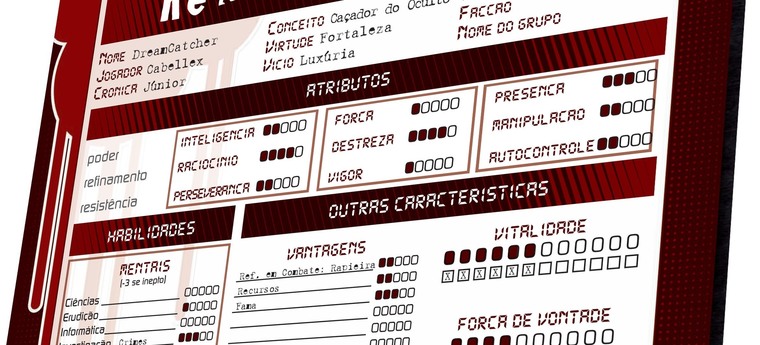 NOME DreamCatcher
JOGADOR Cabellex
CRONICA Júnior
CONCEITO Caçador do Oculto
VIRTUDE Fortaleza
VICIO Luxúria
FACCAO
NOME DO GRUPO
ATRIBUTOS
poder
refinamento
resistência
INTELIGENCIA
RACIOCINIO
PERSEVERANCA
FORCA
DESTREZA
VIGOR
PRESENCA
MANIPULACAO
AUTOCONTROLE
HABILIDADES
OUTRAS CARACTERISTICAS
MENTAIS
(-3 se inepto)
Ciências
Erudição
Informática
Investigação Crimes
VANTAGENS
Ref. em Combate: Rapieira
Recursos
Fama
VITALIDADE
X X X X X X
FORCA DE VONTADE